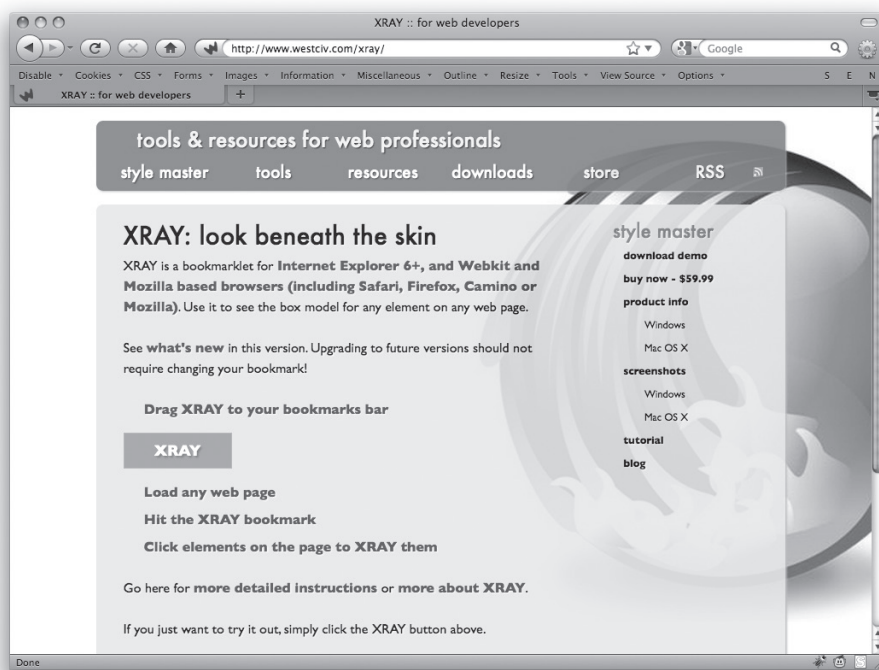 XRAY :: for web developers
http://www.westciv.com/xray/
Google
Disable Cookies CSS Forms Images Information Miscellaneous Outline Resize Tools View Source Options S E N
XRAY :: for web developers +
tools & resources for web professionals
style master tools resources downloads store RSS
XRAY: look beneath the skin
XRAY is a bookmarklet for Internet Explorer 6+, and Webkit and
Mozilla based browsers (including Safari, Firefox, Camino or
Mozilla). Use it to see the box model for any element on any web page.
See what's new in this version. Upgrading to future versions should not
require changing your bookmark!
Drag XRAY to your bookmarks bar
XRAY
Load any web page
Hit the XRAY bookmark
Click elements on the page to XRAY them
Go here for more detailed instructions or more about XRAY.
If you just want to try it out, simply click the XRAY button above.
style master
download demo
buy now - $59.99
product info
Windows
Mac OS X
screenshots
Windows
Mac OS X
tutorial
blog
Done